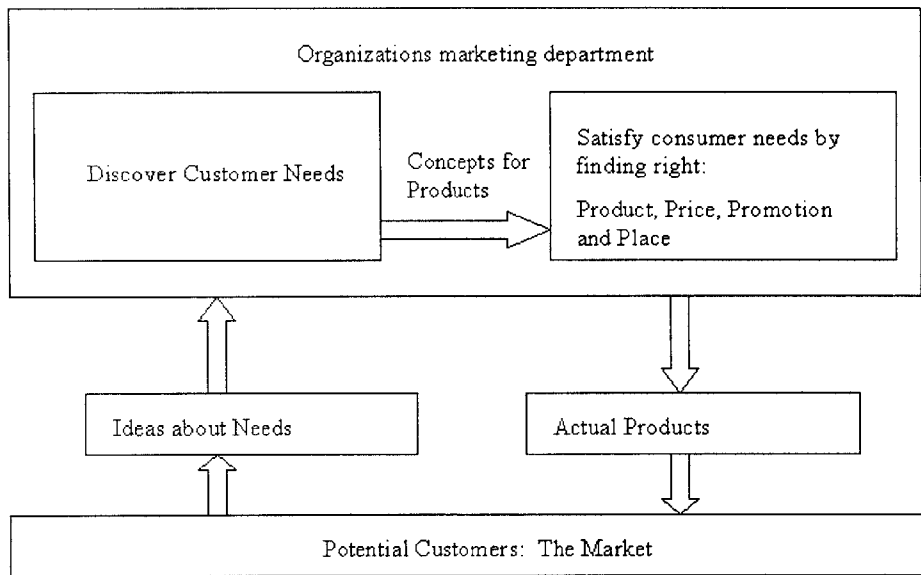 Organizations marketing department
Discover Customer Needs
Concepts for
Products
Satisfy consumer needs by
finding right:
Product, Price, Promotion
and Place
Ideas about Needs
Actual Products
Potential Customers: The Market